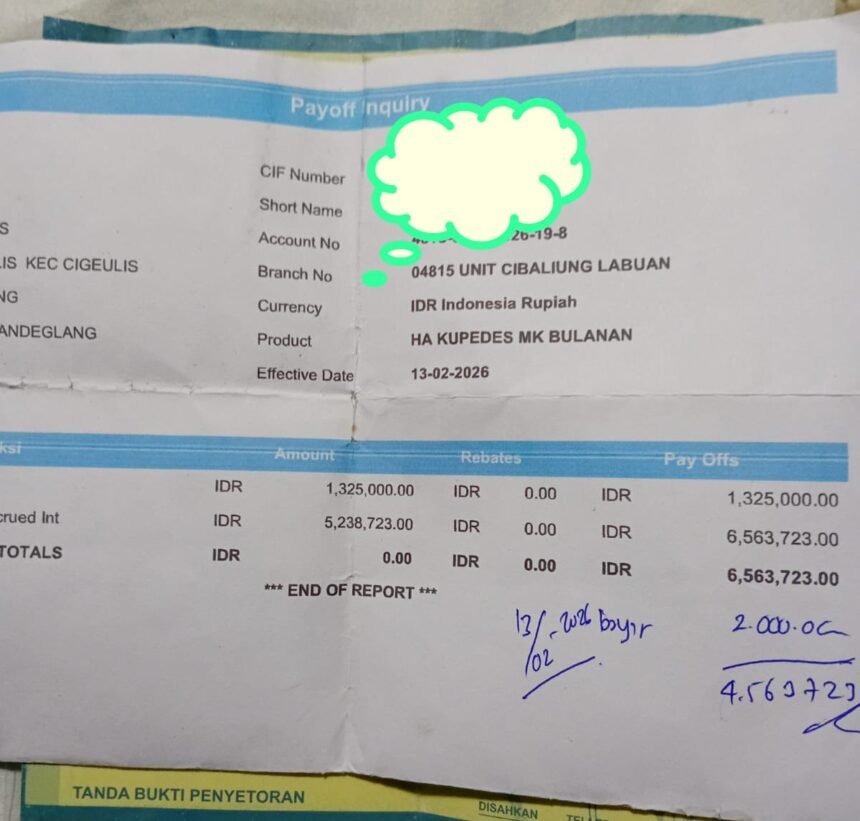 Payoff Inquiry
CIF Number
Short Name
S
Account No 26-19-8
LIS KEC CIGEULIS
Branch No 04815 UNIT CIBALIUNG LABUAN
NG
Currency IDR Indonesia Rupiah
ANDEGLANG
Product HA KUPEDES MK BULANAN
Effective Date 13-02-2026
ksi Amount Rebates Pay Offs
IDR 1,325,000.00 IDR 0.00 IDR 1,325,000.00
crued Int IDR 5,238,723.00 IDR 0.00 IDR 6,563,723.00
TOTALS IDR 0.00 IDR 0.00 IDR 6,563,723.00
*** END OF REPORT ***
13/02-2026 bayar 2.000.00
4.563723
TANDA BUKTI PENYETORAN
DISAHKAN